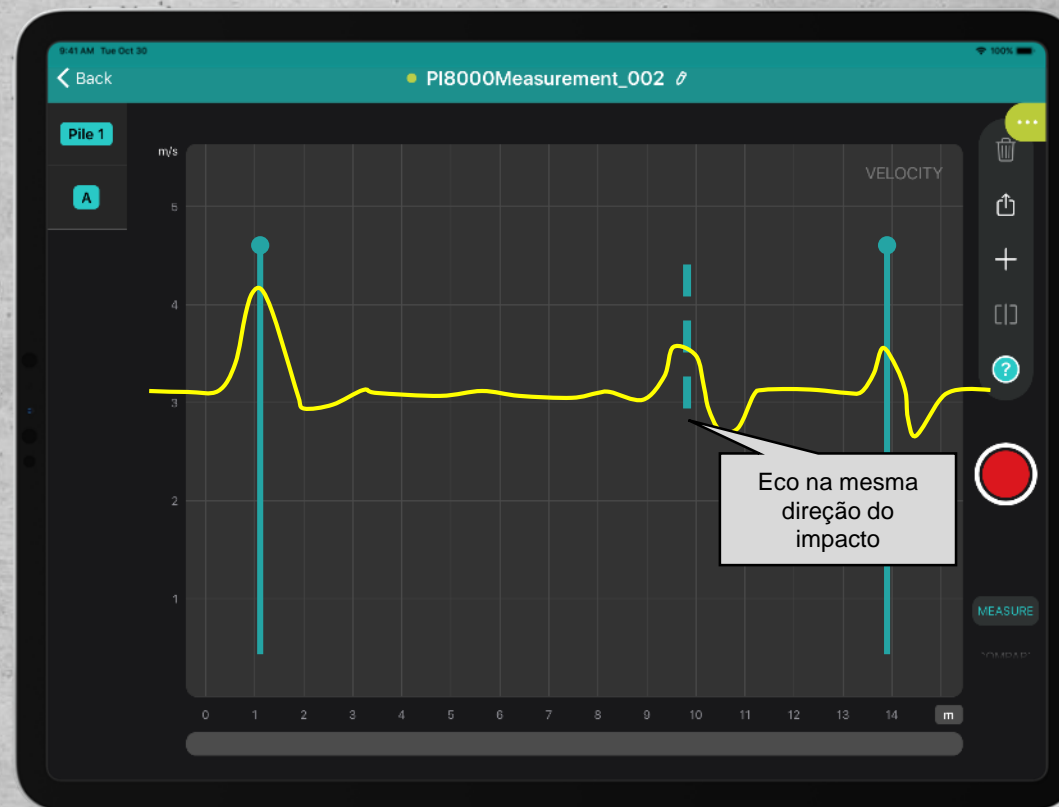 9:41 AM Tue Oct 30
100%
Back
PI8000Measurement_002
Pile 1
A
m/s
VELOCITY
5
4
3
2
1
Eco na mesma
direção do
impacto
?
MEASURE
0 1 2 3 4 5 6 7 8 9 10 11 12 13 14 m